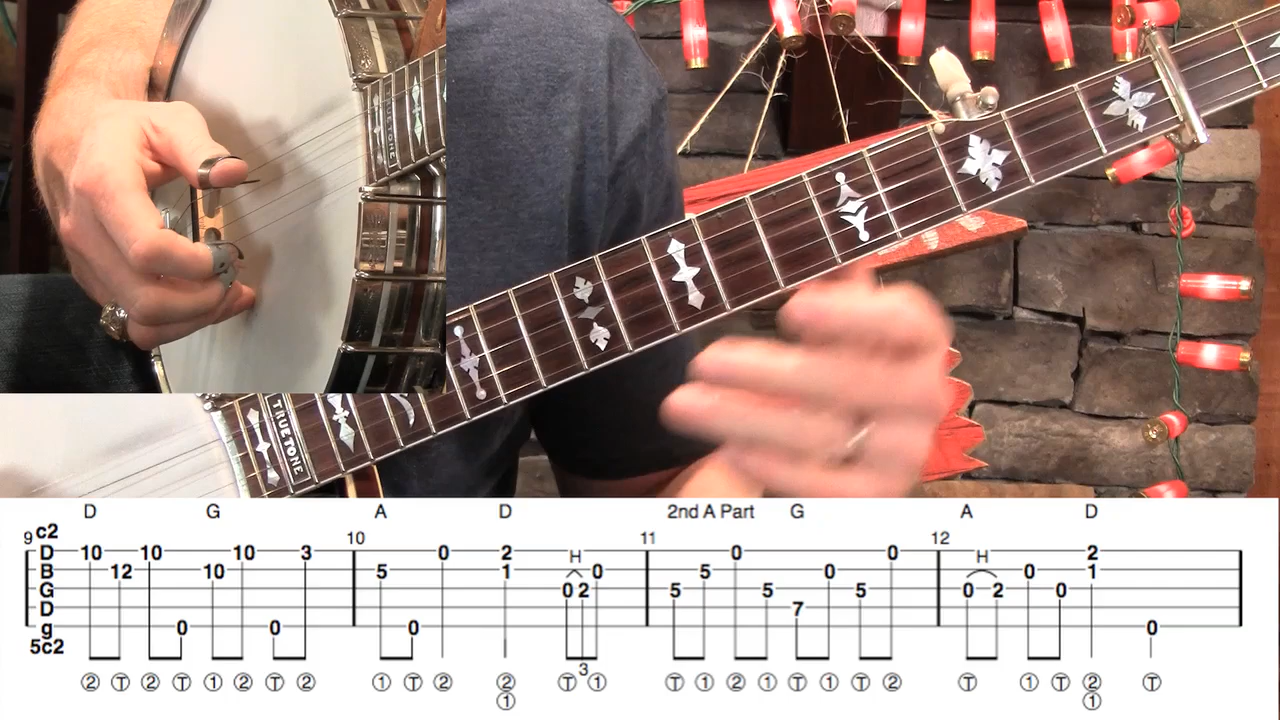 TRUETONE
TRUE TONE
D G A D 2nd A Part G A D
9 10 11 12
c2
D 10 10 10 3 0 2 H 0 0 H 2
B 12 10 5 1 0 5 0 0 1
G 0 2 5 5 5 0 2 0
D 7
g 0 0 0 0
5c2
3
2 T 2 T 1 2 T 2 1 T 2 2 T 1 T 1 2 1 T 1 T 2 T 1 T 2 T
1 1